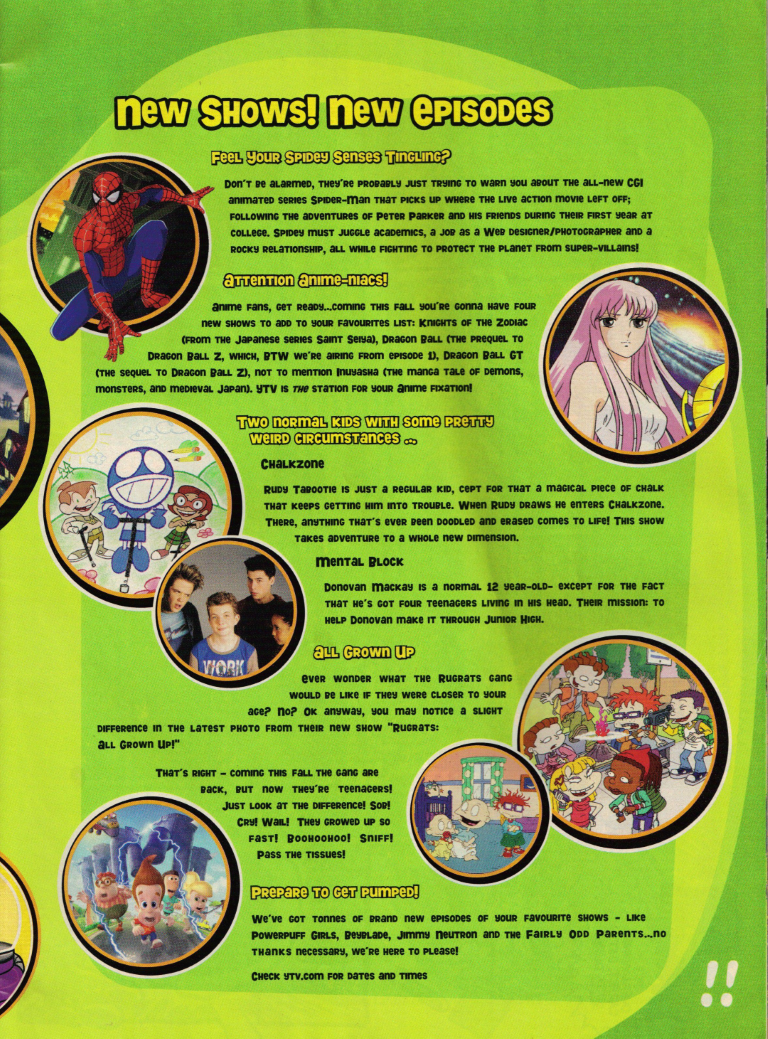 New Shows! New Episodes
Feel Your Spidey Senses Tingling?
Don't be alarmed, they're probably just trying to warn you about the all-new CGI
animated series Spider-Man that picks up where the live action movie left off;
following the adventures of Peter Parker and his friends during their first year at
college. Spidey must juggle academics, a job as a Web designer/photographer and a
rocky relationship, all while fighting to protect the planet from super-villains!
Attention Anime-niacs!
Anime fans, get ready...coming this fall you're gonna have four
new shows to add to your favourites list: Knights of the Zodiac
(from the Japanese series Saint Seiya), Dragon Ball (the prequel to
Dragon Ball Z, which, BTW we're airing from episode 1), Dragon Ball GT
(the sequel to Dragon Ball Z), not to mention Inuyasha (the manga tale of demons,
monsters, and medieval Japan). YTV is the station for your Anime fixation!
Two normal kids with some pretty
weird circumstances ...
Chalkzone
Rudy Tabootie is just a regular kid, cept for that a magical piece of chalk
that keeps getting him into trouble. When Rudy draws he enters Chalkzone.
There, anything that's ever been doodled and erased comes to life! This show
takes adventure to a whole new dimension.
Mental Block
Donovan Mackay is a normal 12 year-old- except for the fact
that he's got four teenagers living in his head. Their mission: to
help Donovan make it through Junior High.
WORK
All Grown Up
Ever wonder what the Rugrats gang
would be like if they were closer to your
age? No? Ok anyway, you may notice a slight
difference in the latest photo from their new show "Rugrats:
All Grown Up!"
That's right – coming this fall the gang are
back, but now they're teenagers!
Just look at the difference! Sob!
Cry! Wail! They growed up so
fast! Boohoohoo! Sniff!
Pass the tissues!
Prepare to get pumped!
We've got tonnes of brand new episodes of your favourite shows – like
Powerpuff Girls, Beyblade, Jimmy Neutron and the Fairly Odd Parents...no
thanks necessary, we're here to please!
Check ytv.com for dates and times
!!